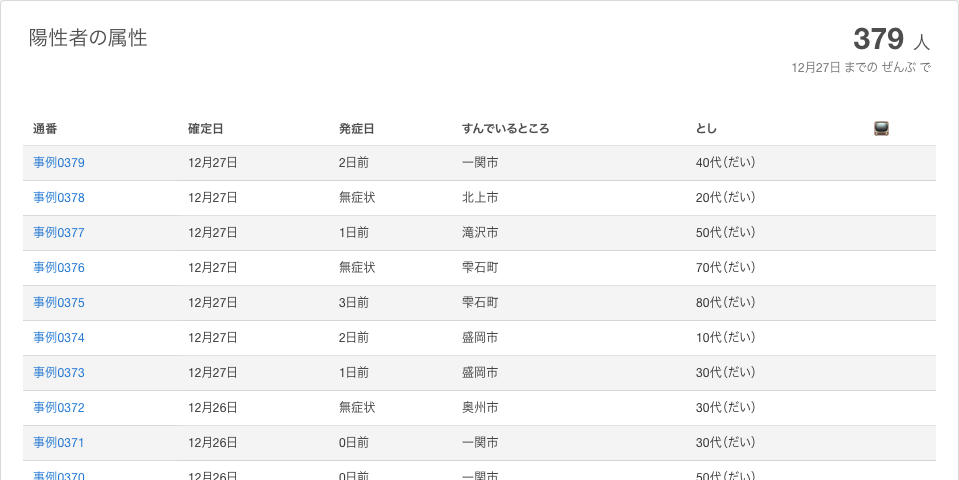 陽性者の属性
379 人
12月27日 までの ぜんぶ で
通番 確定日 発症日 すんでいるところ とし
事例0379 12月27日 2日前 一関市 40代(だい)
事例0378 12月27日 無症状 北上市 20代(だい)
事例0377 12月27日 1日前 滝沢市 50代(だい)
事例0376 12月27日 無症状 雫石町 70代(だい)
事例0375 12月27日 3日前 雫石町 80代(だい)
事例0374 12月27日 2日前 盛岡市 10代(だい)
事例0373 12月27日 1日前 盛岡市 30代(だい)
事例0372 12月26日 無症状 奥州市 30代(だい)
事例0371 12月26日 0日前 一関市 30代(だい)
事例0370 12月26日 0日前 一関市 50代(だい)